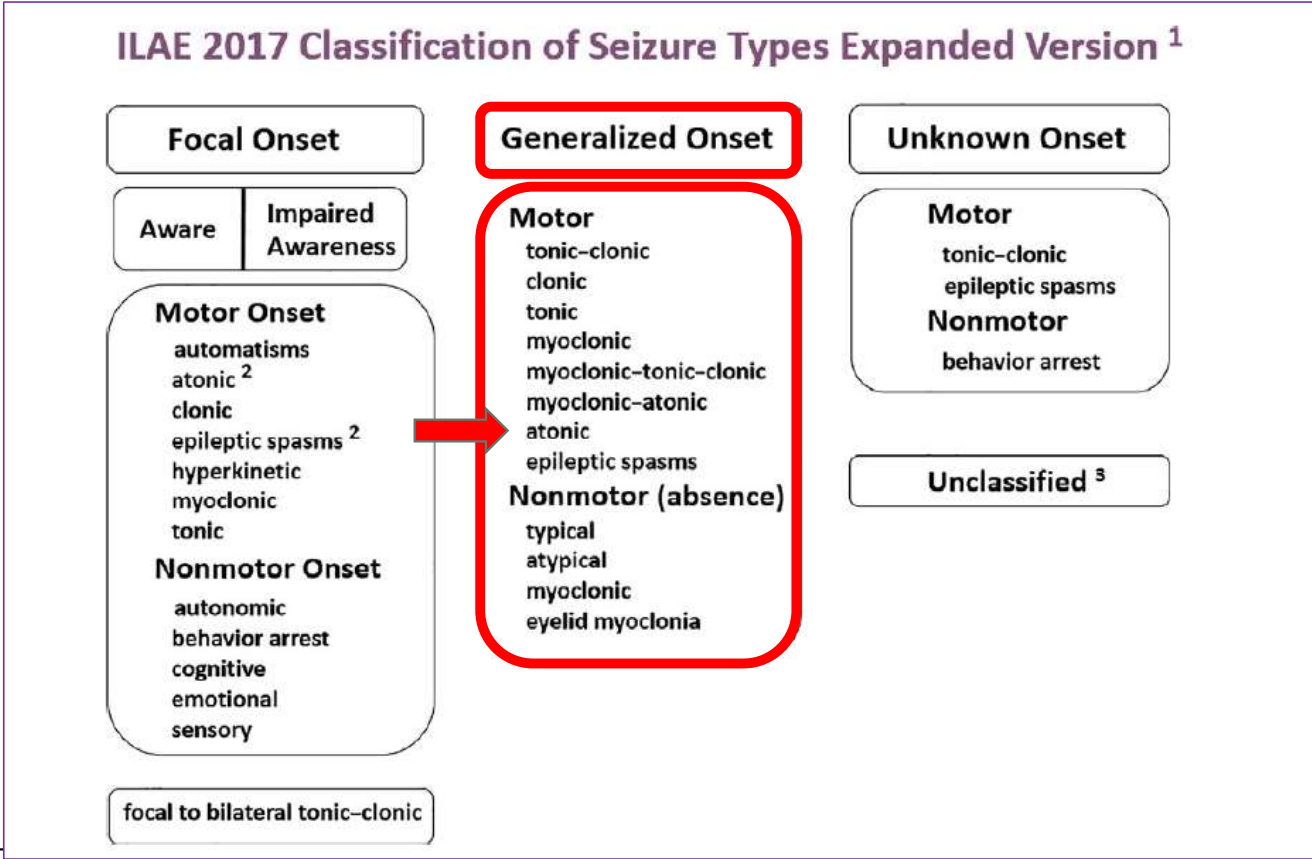 ILAE 2017 Classification of Seizure Types Expanded Version ¹
Focal Onset
Aware
Impaired
Awareness
Motor Onset
automatisms
atonic ²
clonic
epileptic spasms ²
hyperkinetic
myoclonic
tonic
Nonmotor Onset
autonomic
behavior arrest
cognitive
emotional
sensory
focal to bilateral tonic–clonic
Generalized Onset
Motor
tonic–clonic
clonic
tonic
myoclonic
myoclonic–tonic–clonic
myoclonic–atonic
atonic
epileptic spasms
Nonmotor (absence)
typical
atypical
myoclonic
eyelid myoclonia
Unknown Onset
Motor
tonic–clonic
epileptic spasms
Nonmotor
behavior arrest
Unclassified ³